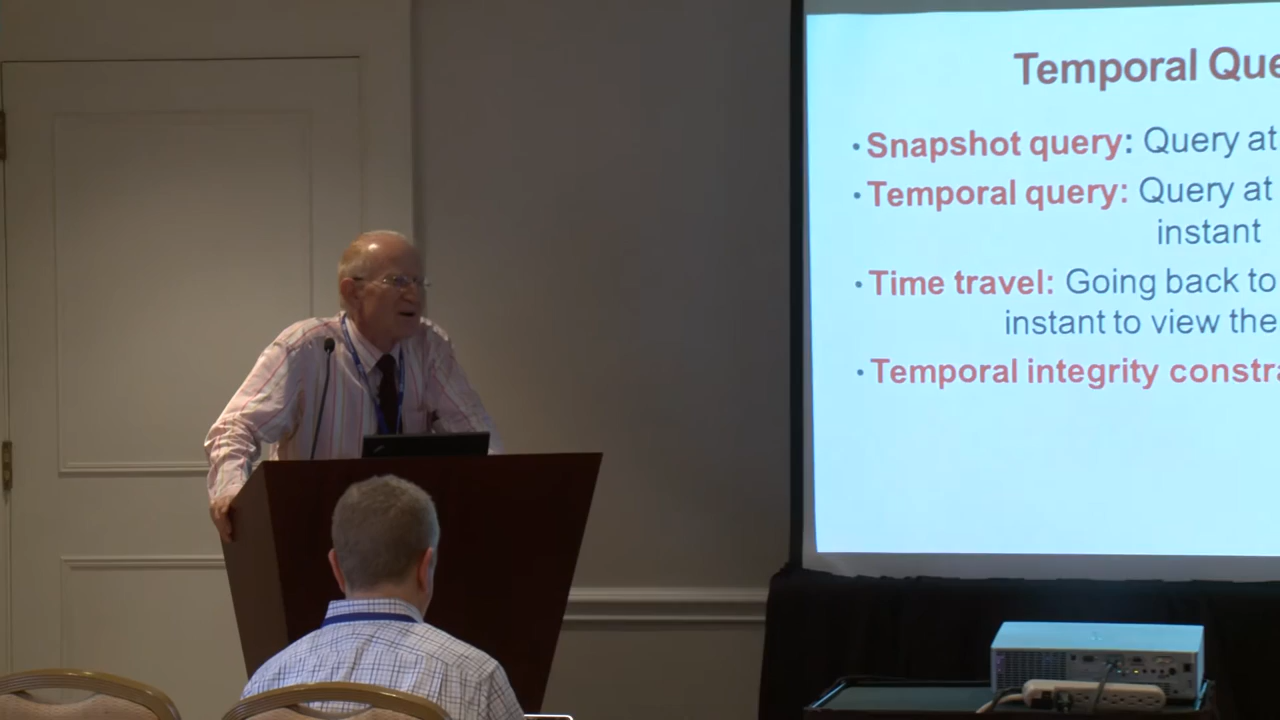 Temporal Que
• Snapshot query: Query at
• Temporal query: Query at
instant
• Time travel: Going back to
instant to view the
• Temporal integrity constra